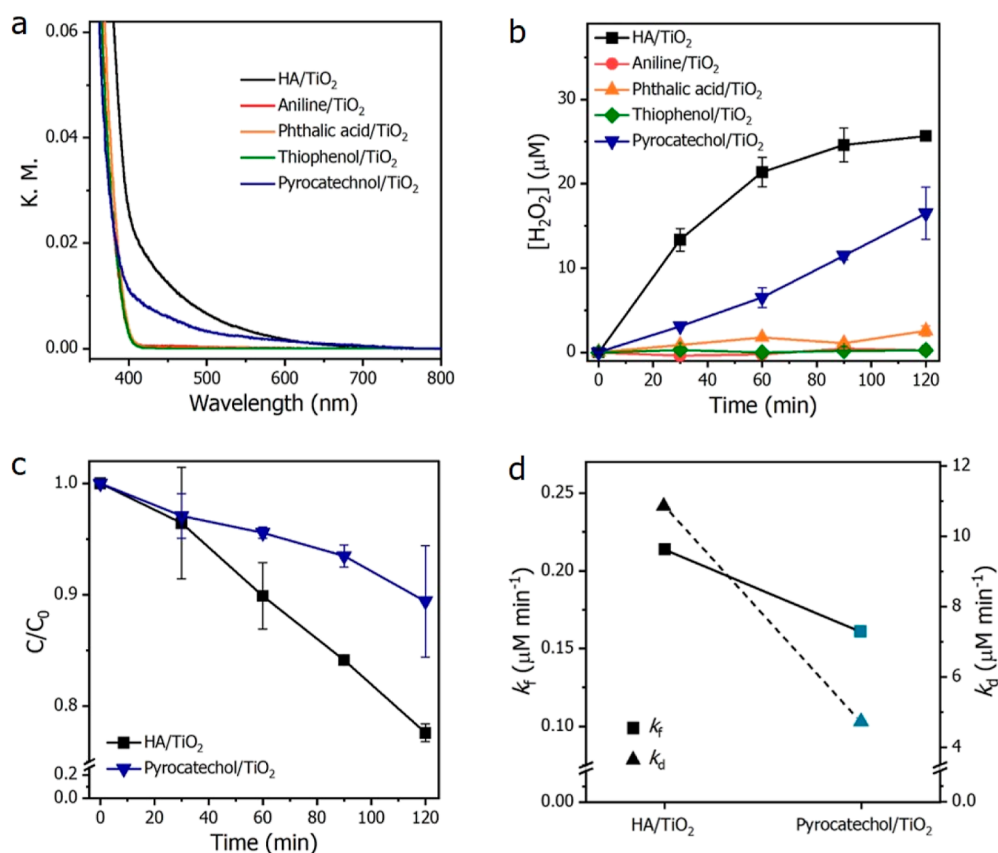 a
0.06
0.04
0.02
0.00
K. M.
HA/TiO₂
Aniline/TiO₂
Phthalic acid/TiO₂
Thiophenol/TiO₂
Pyrocatechnol/TiO₂
400 500 600 700 800
Wavelength (nm)
b
HA/TiO₂
Aniline/TiO₂
Phthalic acid/TiO₂
Thiophenol/TiO₂
Pyrocatechol/TiO₂
30
20
10
0
[H₂O₂] (μM)
0 20 40 60 80 100 120
Time (min)
c
1.0
0.9
0.8
0.2
0.0
C/C₀
HA/TiO₂
Pyrocatechol/TiO₂
0 20 40 60 80 100 120
Time (min)
d
0.25
0.20
0.15
0.10
0.00
k_f (μM min⁻¹)
k_f
k_d
12
10
8
6
4
0.0
k_d (μM min⁻¹)
HA/TiO₂ Pyrocatechol/TiO₂